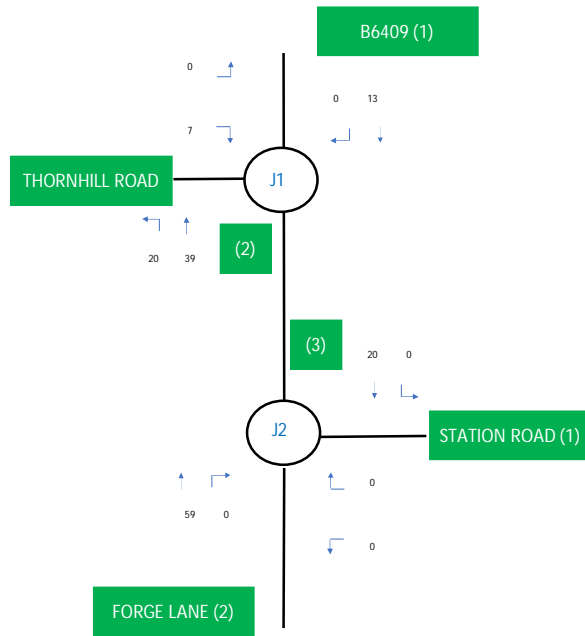 B6409 (1)
0
0 13
7
THORNHILL ROAD
J1
20 39
(2)
(3)
20 0
J2
STATION ROAD (1)
0
59 0
0
FORGE LANE (2)